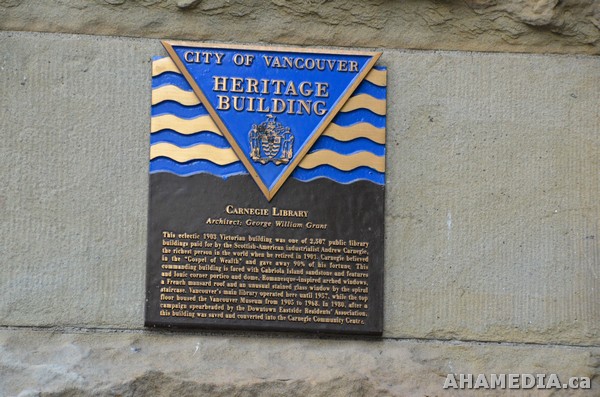 CITY OF VANCOUVER
HERITAGE
BUILDING
CARNEGIE LIBRARY
Architect: George William Grant
This eclectic 1903 Victorian building was one of 2,507 public library
buildings paid for by the Scottish-American industrialist Andrew Carnegie,
the richest person in the world when he retired in 1901. Carnegie believed
in the "Gospel of Wealth" and gave away 90% of his fortune. This
commanding building is faced with Gabriola Island sandstone and features
and Ionic corner portico and dome, Romanesque-inspired arched windows,
a French mansard roof and an unusual stained glass window by the spiral
staircase. Vancouver's main library operated here until 1957, while the top
floor housed the Vancouver Museum from 1905 to 1968. In 1980, after a
campaign spearheaded by the Downtown Eastside Residents' Association,
this building was saved and converted into the Carnegie Community Centre.
AHAMEDIA.ca